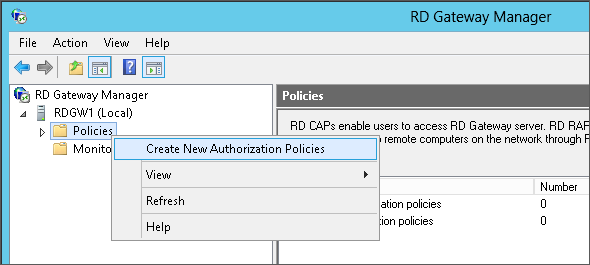 RD Gateway Manager
File Action View Help
RD Gateway Manager
RDGW1 (Local)
Policies
Monito
Create New Authorization Policies
View
Refresh
Help
Policies
RD CAPs enable users to access RD Gateway server. RD RAP
remote computers on the network through F
Number
ation policies 0
ation policies 0